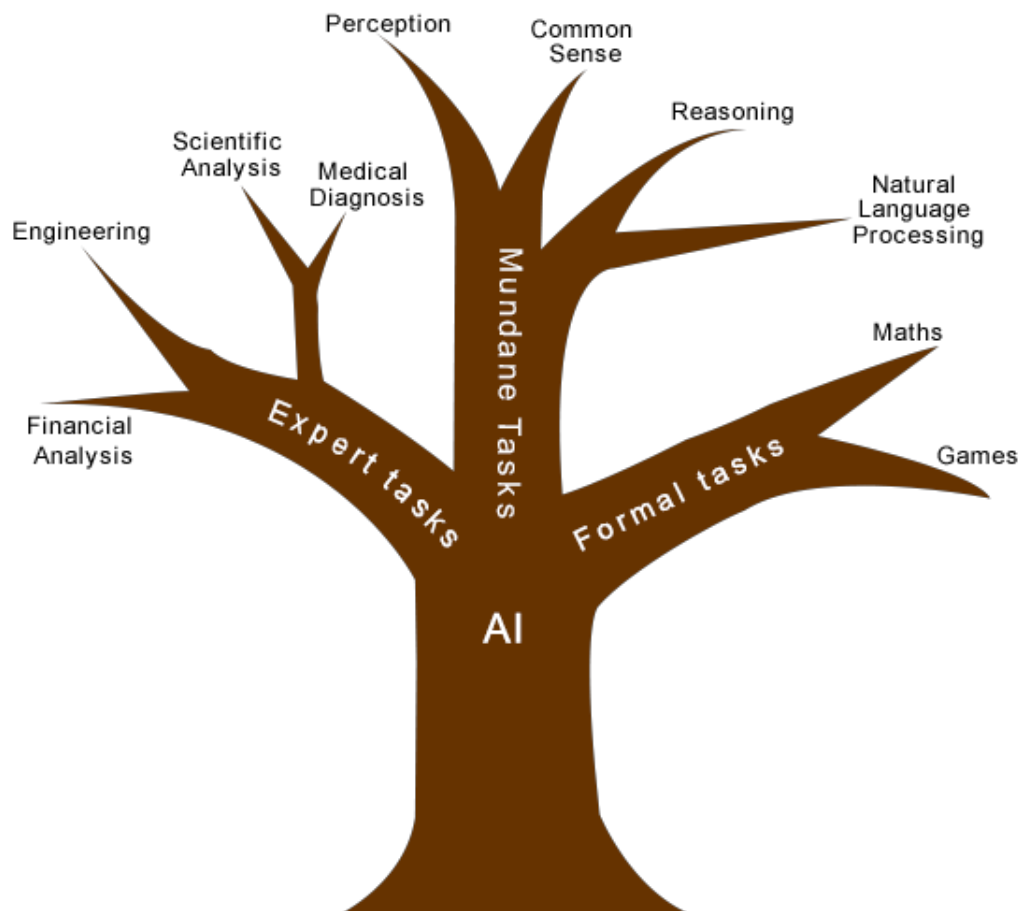 Perception
Common
Sense
Reasoning
Scientific
Analysis
Medical
Diagnosis
Natural
Language
Processing
Engineering
Maths
Financial
Analysis
Games
Expert tasks
Mundane Tasks
Formal tasks
AI